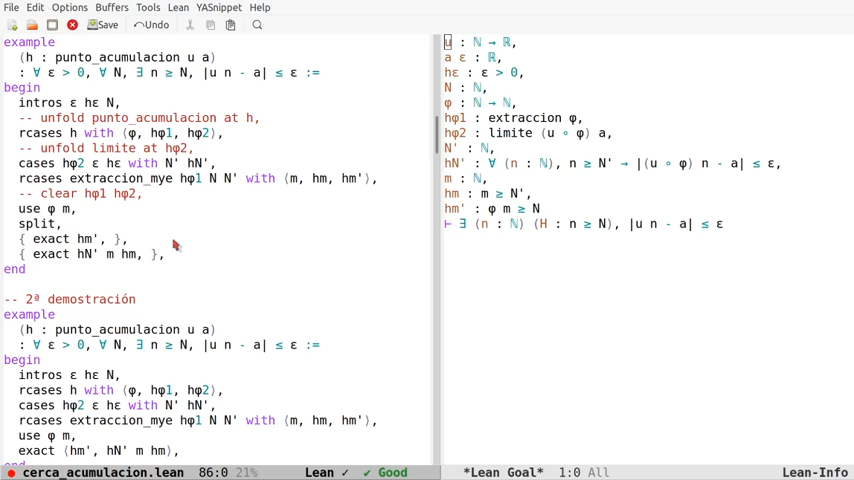 File Edit Options Buffers Tools Lean YASnippet Help
Save Undo
example
(h : punto_acumulacion u a)
: ∀ ε > 0, ∀ N, ∃ n ≥ N, |u n - a| ≤ ε :=
begin
intros ε hε N,
-- unfold punto_acumulacion at h,
rcases h with ⟨φ, hφ1, hφ2⟩,
-- unfold limite at hφ2,
cases hφ2 ε hε with N' hN',
rcases extraccion_mye hφ1 N N' with ⟨m, hm, hm'⟩,
-- clear hφ1 hφ2,
use φ m,
split,
{ exact hm', },
{ exact hN' m hm, },
end
-- 2ª demostración
example
(h : punto_acumulacion u a)
: ∀ ε > 0, ∀ N, ∃ n ≥ N, |u n - a| ≤ ε :=
begin
intros ε hε N,
rcases h with ⟨φ, hφ1, hφ2⟩,
cases hφ2 ε hε with N' hN',
rcases extraccion_mye hφ1 N N' with ⟨m, hm, hm'⟩,
use φ m,
exact ⟨hm', hN' m hm⟩,
end
cerca_acumulacion.lean 86:0 21% Lean ✓ ✔ Good
u : ℕ → ℝ,
a ε : ℝ,
hε : ε > 0,
N : ℕ,
φ : ℕ → ℕ,
hφ1 : extraccion φ,
hφ2 : limite (u ∘ φ) a,
N' : ℕ,
hN' : ∀ (n : ℕ), n ≥ N' → |(u ∘ φ) n - a| ≤ ε,
m : ℕ,
hm : m ≥ N',
hm' : φ m ≥ N
⊢ ∃ (n : ℕ) (H : n ≥ N), |u n - a| ≤ ε
*Lean Goal* 1:0 All Lean-Info